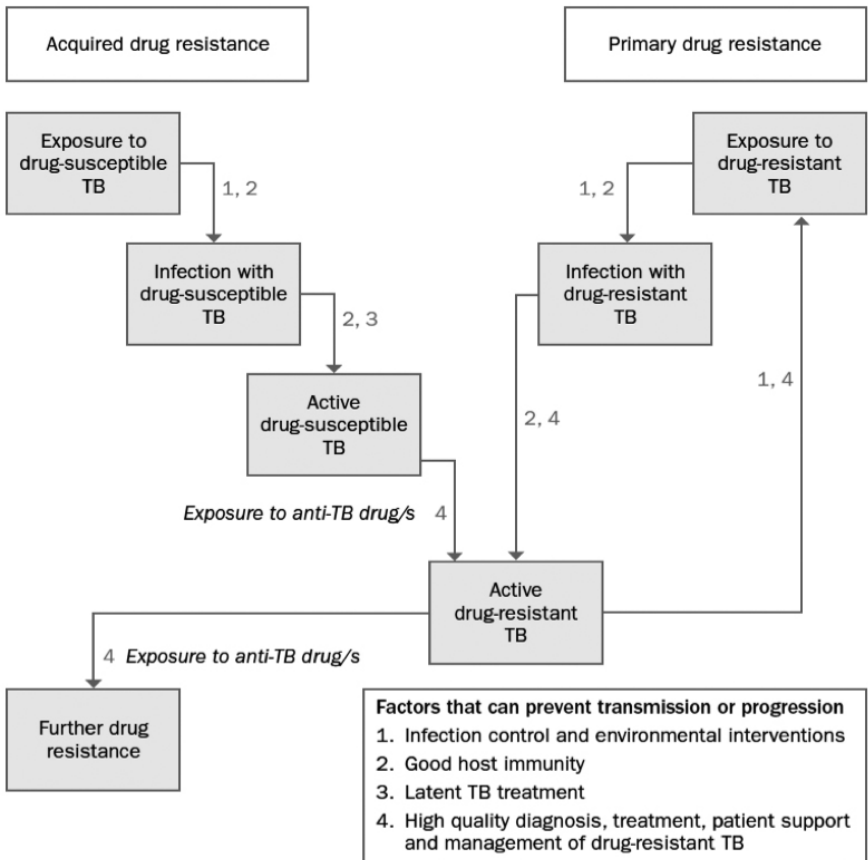 Acquired drug resistance
Primary drug resistance
Exposure to
drug-susceptible
TB
Exposure to
drug-resistant
TB
1, 2
1, 2
Infection with
drug-susceptible
TB
Infection with
drug-resistant
TB
2, 3
1, 4
Active
drug-susceptible
TB
2, 4
Exposure to anti-TB drug/s 4
Active
drug-resistant
TB
4 Exposure to anti-TB drug/s
Further drug
resistance
Factors that can prevent transmission or progression
1. Infection control and environmental interventions
2. Good host immunity
3. Latent TB treatment
4. High quality diagnosis, treatment, patient support
and management of drug-resistant TB